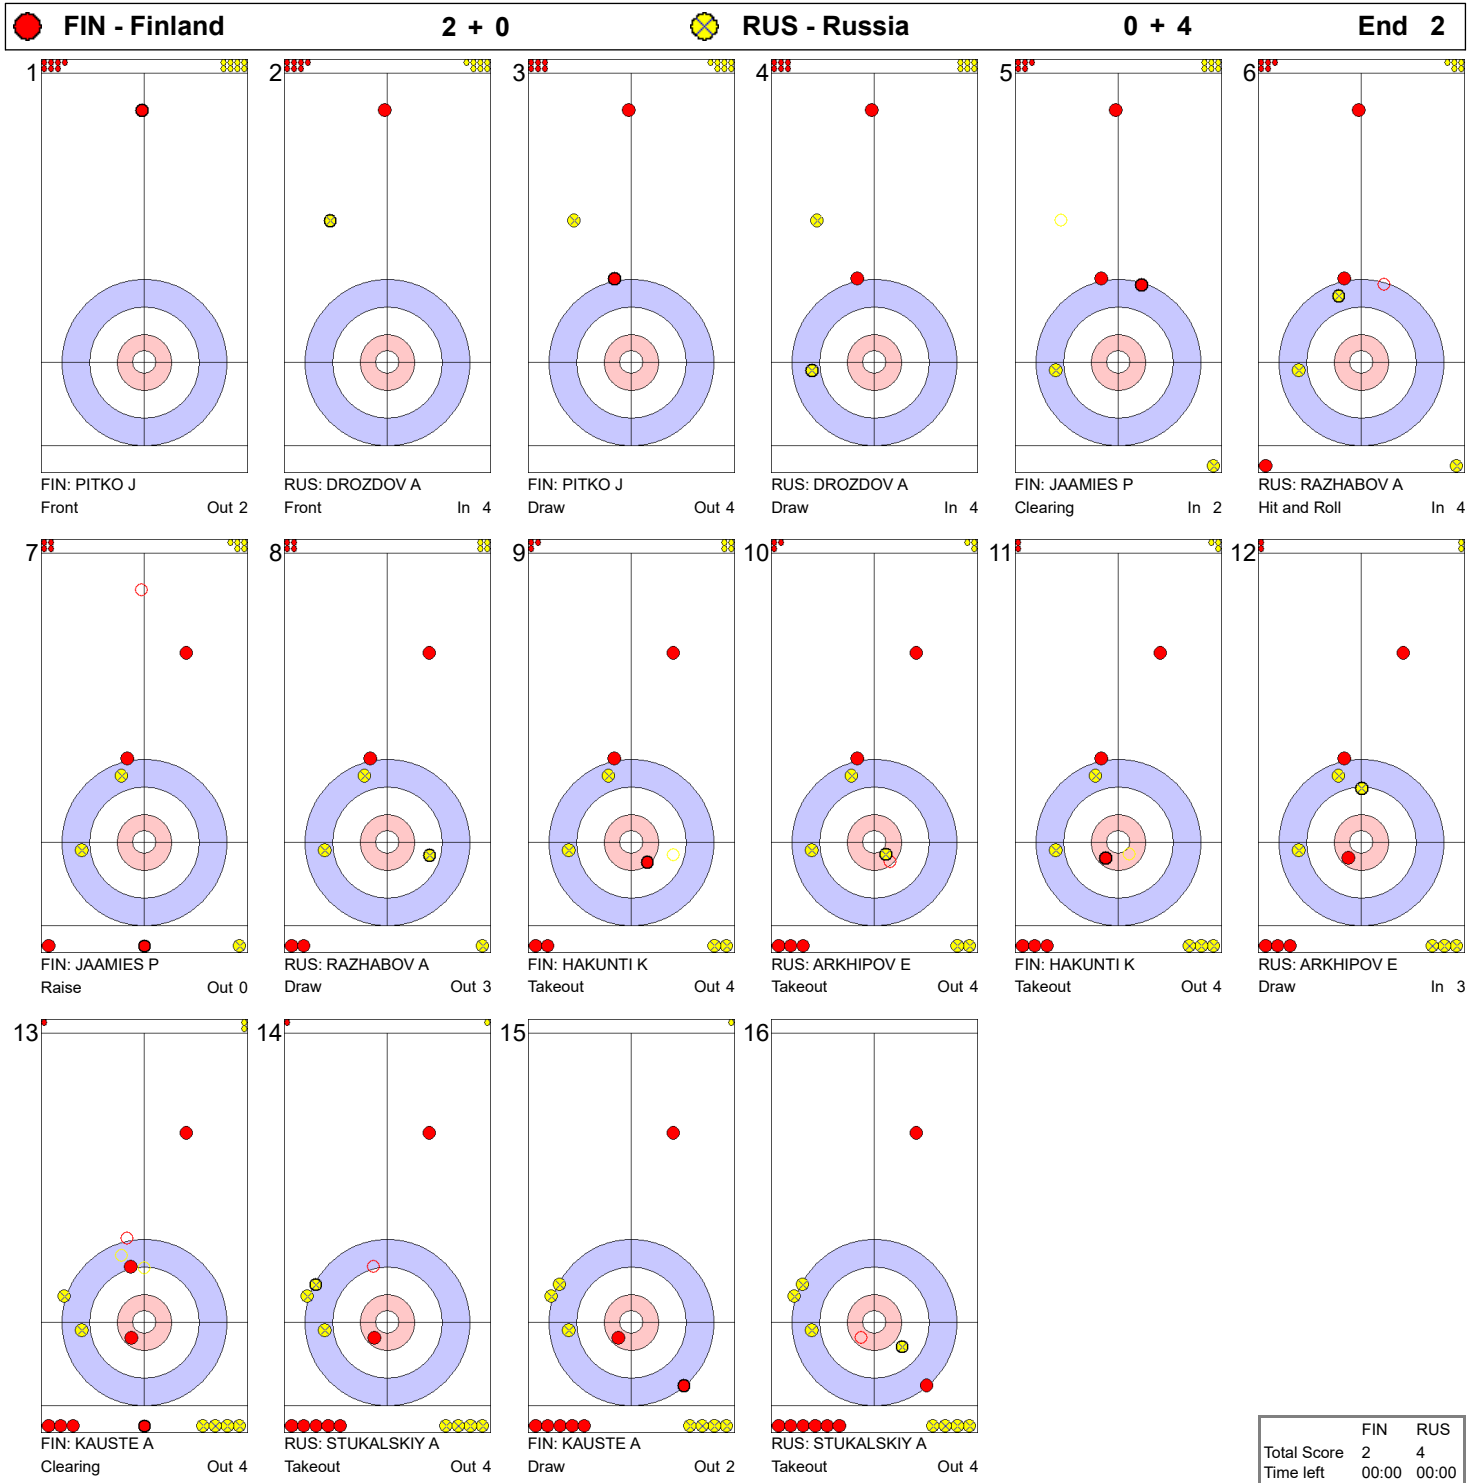 FIN - Finland 2 + 0 RUS - Russia 0 + 4 End 2
1 2 3 4 5 6
FIN: PITKO J RUS: DROZDOV A FIN: PITKO J RUS: DROZDOV A FIN: JAAMIES P RUS: RAZHABOV A
Front Out 2 Front In 4 Draw Out 4 Draw In 4 Clearing In 2 Hit and Roll In 4
7 8 9 10 11 12
FIN: JAAMIES P RUS: RAZHABOV A FIN: HAKUNTI K RUS: ARKHIPOV E FIN: HAKUNTI K RUS: ARKHIPOV E
Raise Out 0 Draw Out 3 Takeout Out 4 Takeout Out 4 Takeout Out 4 Draw In 3
13 14 15 16
FIN: KAUSTE A RUS: STUKALSKIY A FIN: KAUSTE A RUS: STUKALSKIY A
Clearing Out 4 Takeout Out 4 Draw Out 2 Takeout Out 4
FIN RUS
Total Score 2 4
Time left 00:00 00:00